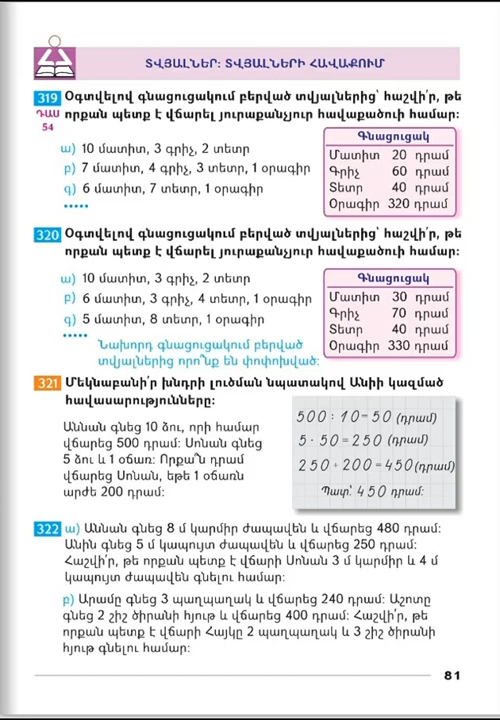 ՏՎՅԱԼՆԵՐ: ՏՎՅԱԼՆԵՐԻ ՀԱՎԱՔՈՒՄ
319 Օգտվելով գնացուցակում բերված տվյալներից՝ հաշվի՛ր, թե
ԴԱՍ 54
որքան պետք է վճարել յուրաքանչյուր հավաքածուի համար:
ա) 10 մատիտ, 3 գրիչ, 2 տետր
բ) 7 մատիտ, 4 գրիչ, 3 տետր, 1 օրագիր
գ) 6 մատիտ, 7 տետր, 1 օրագիր
.....
Գնացուցակ
Մատիտ 20 դրամ
Գրիչ 60 դրամ
Տետր 40 դրամ
Օրագիր 320 դրամ
320 Օգտվելով գնացուցակում բերված տվյալներից՝ հաշվի՛ր, թե
որքան պետք է վճարել յուրաքանչյուր հավաքածուի համար:
ա) 10 մատիտ, 3 գրիչ, 2 տետր
բ) 6 մատիտ, 3 գրիչ, 4 տետր, 1 օրագիր
գ) 5 մատիտ, 8 տետր, 1 օրագիր
.....
Նախորդ գնացուցակում բերված
տվյալներից որո՞նք են փոփոխված:
Գնացուցակ
Մատիտ 30 դրամ
Գրիչ 70 դրամ
Տետր 40 դրամ
Օրագիր 330 դրամ
321 Մեկնաբանի՛ր խնդրի լուծման նպատակով Անիի կազմած
հավասարությունները:
Աննան գնեց 10 ձու, որի համար
վճարեց 500 դրամ: Սոնան գնեց
5 ձու և 1 օճառ: Որքա՞ն դրամ
վճարեց Սոնան, եթե 1 օճառն
արժե 200 դրամ:
500 : 10 = 50 (դրամ)
5 · 50 = 250 (դրամ)
250 + 200 = 450 (դրամ)
Պատ՝ 450 դրամ:
322 ա) Աննան գնեց 8 մ կարմիր ժապավեն և վճարեց 480 դրամ:
Անին գնեց 5 մ կապույտ ժապավեն և վճարեց 250 դրամ:
Հաշվի՛ր, թե որքան պետք է վճարի Սոնան 3 մ կարմիր և 4 մ
կապույտ ժապավեն գնելու համար:
բ) Արամը գնեց 3 պաղպաղակ և վճարեց 240 դրամ: Աշոտը
գնեց 2 շիշ ծիրանի հյութ և վճարեց 400 դրամ: Հաշվի՛ր, թե
որքան պետք է վճարի Հայկը 2 պաղպաղակ և 3 շիշ ծիրանի
հյութ գնելու համար:
81